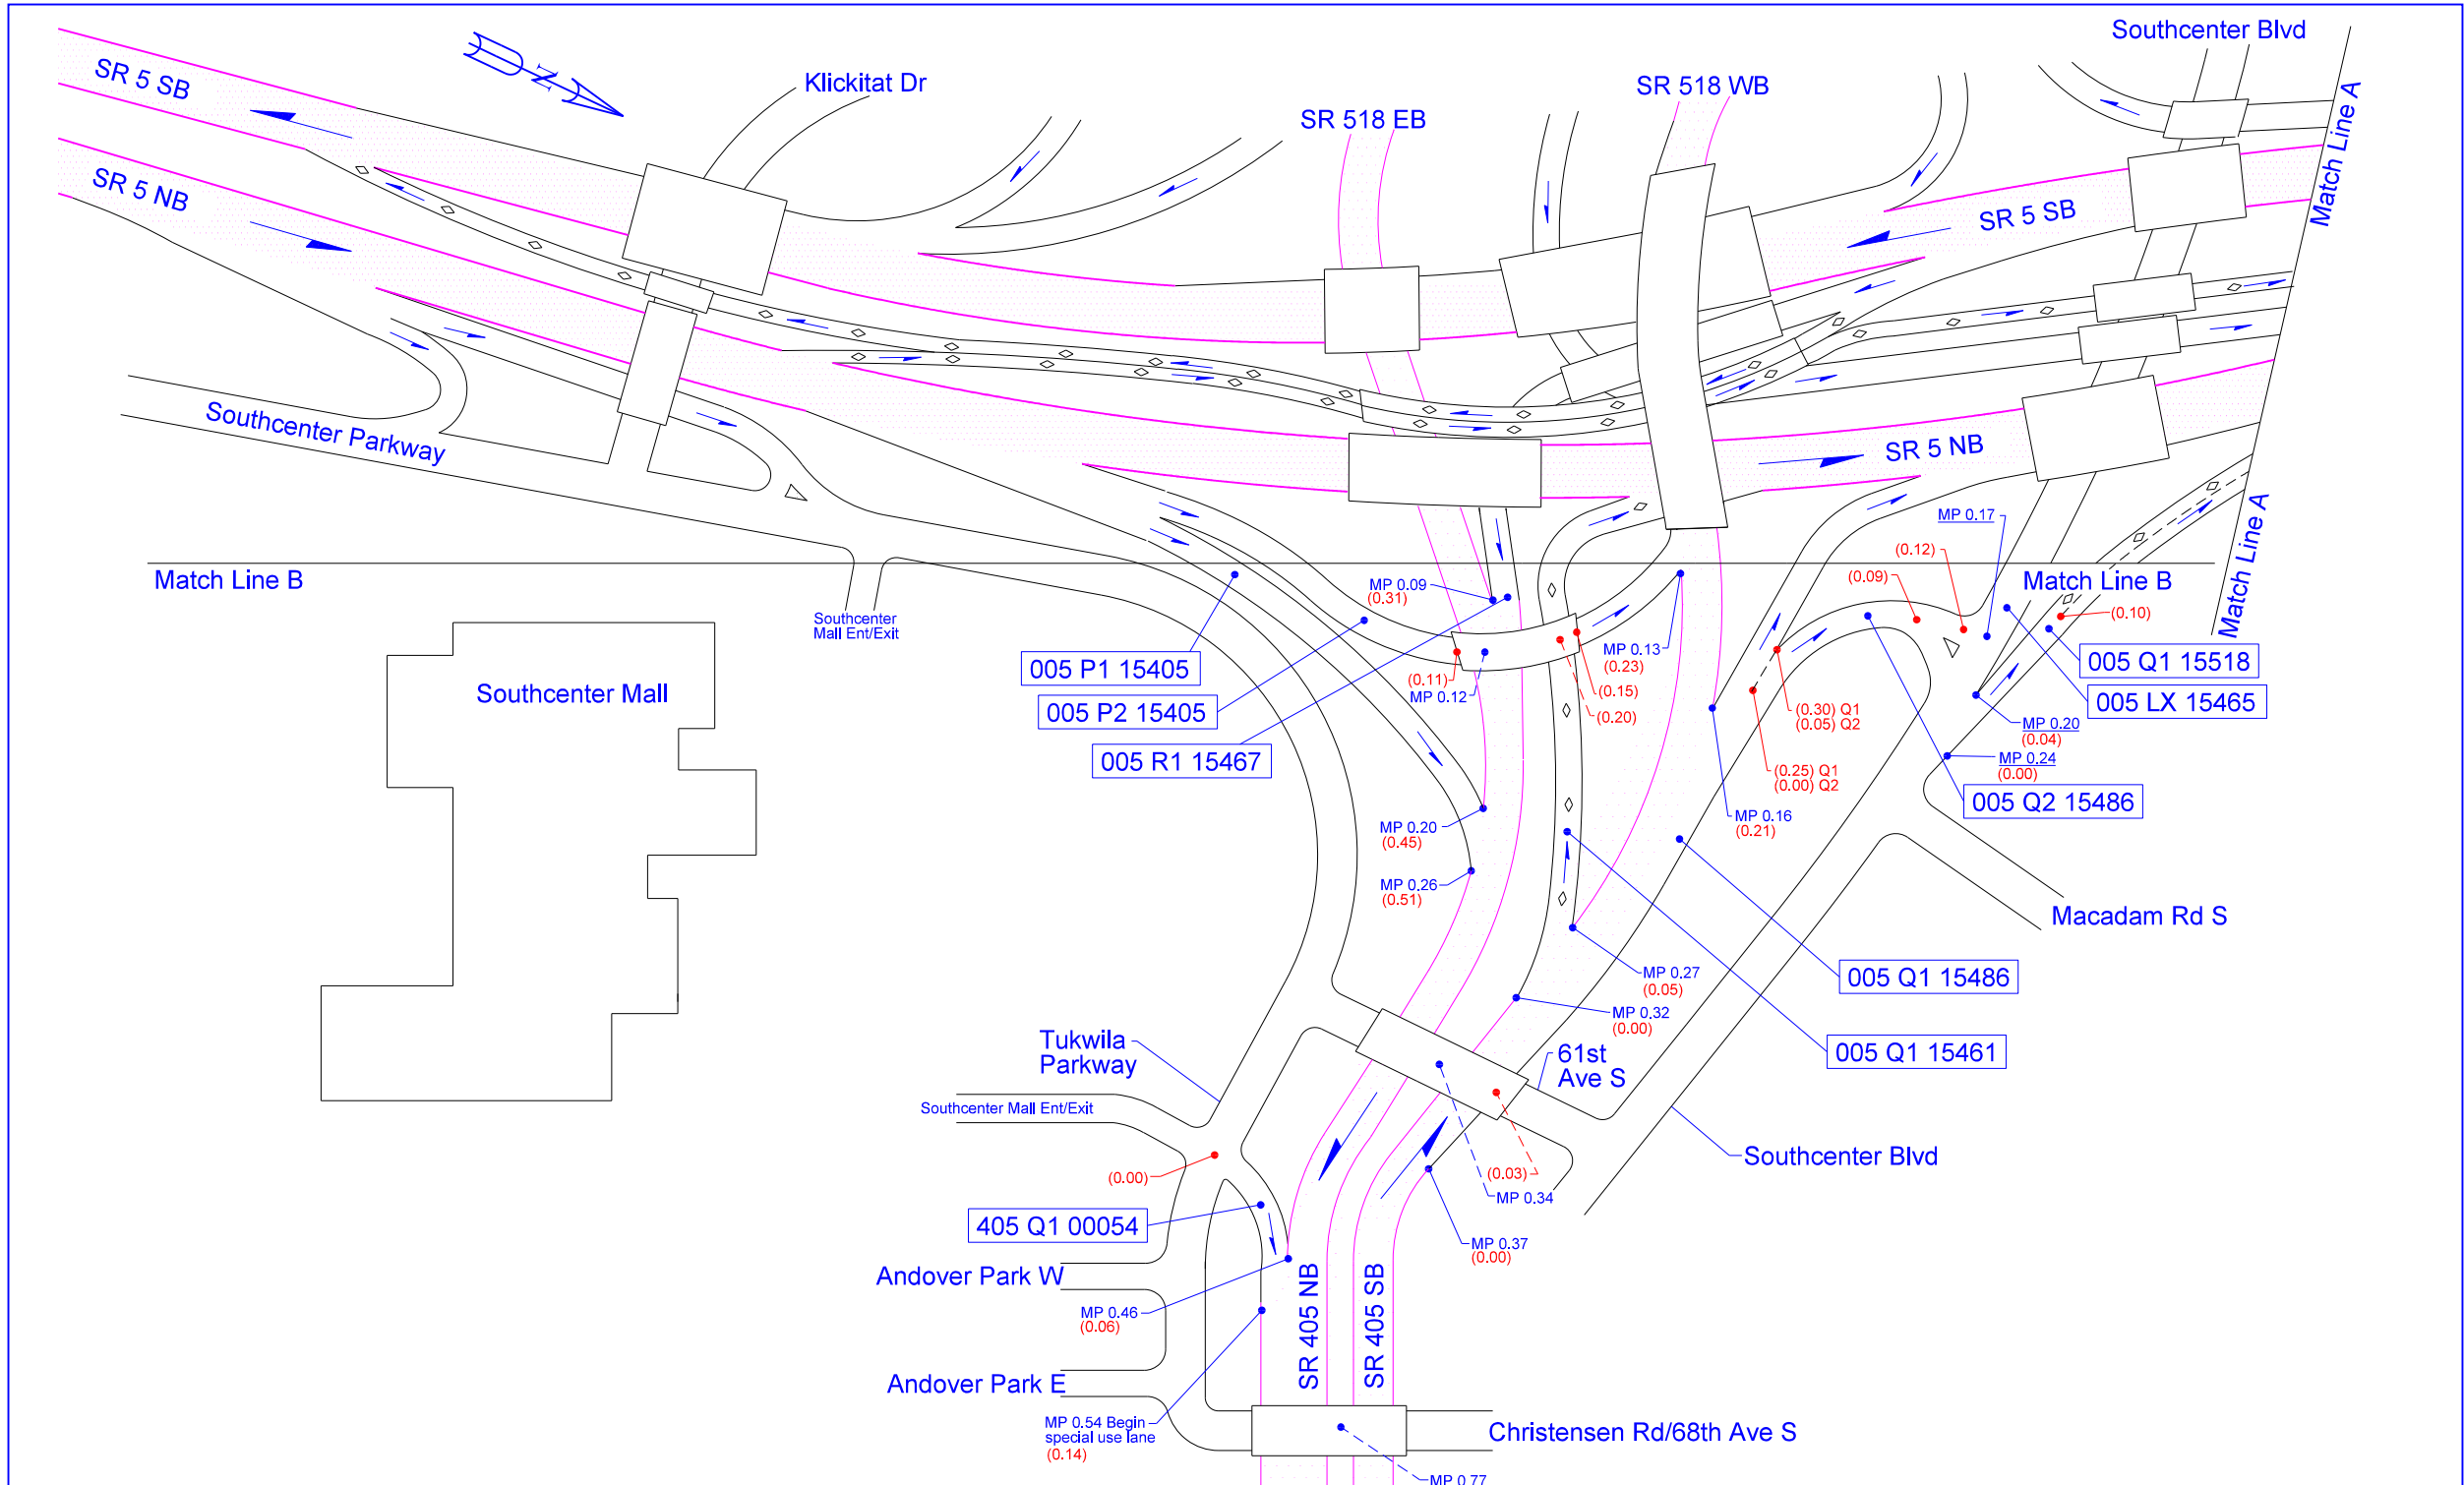 Southcenter Blvd
SR 5 SB
N
Klickitat Dr
SR 518 WB
SR 518 EB
Match Line A
SR 5 NB
SR 5 SB
Southcenter Parkway
SR 5 NB
Match Line A
MP 0.17
(0.12)
(0.09)
Match Line B
Match Line B
MP 0.09
(0.31)
(0.10)
Southcenter
Mall Ent/Exit
005 P1 15405
MP 0.13
(0.23)
005 Q1 15518
Southcenter Mall
(0.11)
MP 0.12
(0.15)
(0.20)
005 LX 15465
005 P2 15405
(0.30) Q1
(0.05) Q2
MP 0.20
(0.04)
005 R1 15467
MP 0.24
(0.00)
(0.25) Q1
(0.00) Q2
005 Q2 15486
MP 0.20
(0.45)
MP 0.16
(0.21)
MP 0.26
(0.51)
Macadam Rd S
MP 0.27
(0.05)
005 Q1 15486
MP 0.32
(0.00)
Tukwila
Parkway
61st
Ave S
005 Q1 15461
Southcenter Mall Ent/Exit
Southcenter Blvd
(0.00)
(0.03)
MP 0.34
405 Q1 00054
MP 0.37
(0.00)
Andover Park W
MP 0.46
(0.06)
SR 405 NB
SR 405 SB
Andover Park E
MP 0.54 Begin
special use lane
(0.14)
Christensen Rd/68th Ave S
MP 0.77